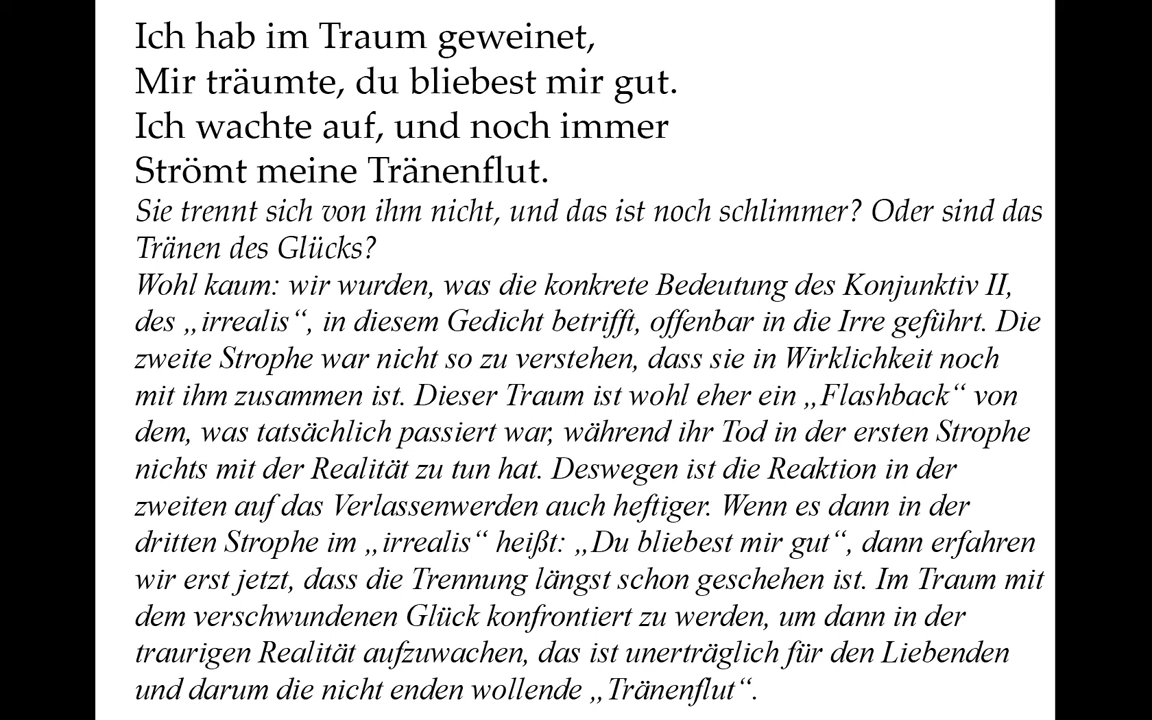 Ich hab im Traum geweinet,
Mir träumte, du bliebest mir gut.
Ich wachte auf, und noch immer
Strömt meine Tränenflut.
Sie trennt sich von ihm nicht, und das ist noch schlimmer? Oder sind das
Tränen des Glücks?
Wohl kaum: wir wurden, was die konkrete Bedeutung des Konjunktiv II,
des „irrealis“, in diesem Gedicht betrifft, offenbar in die Irre geführt. Die
zweite Strophe war nicht so zu verstehen, dass sie in Wirklichkeit noch
mit ihm zusammen ist. Dieser Traum ist wohl eher ein „Flashback“ von
dem, was tatsächlich passiert war, während ihr Tod in der ersten Strophe
nichts mit der Realität zu tun hat. Deswegen ist die Reaktion in der
zweiten auf das Verlassenwerden auch heftiger. Wenn es dann in der
dritten Strophe im „irrealis“ heißt: „Du bliebest mir gut“, dann erfahren
wir erst jetzt, dass die Trennung längst schon geschehen ist. Im Traum mit
dem verschwundenen Glück konfrontiert zu werden, um dann in der
traurigen Realität aufzuwachen, das ist unerträglich für den Liebenden
und darum die nicht enden wollende „Tränenflut“.